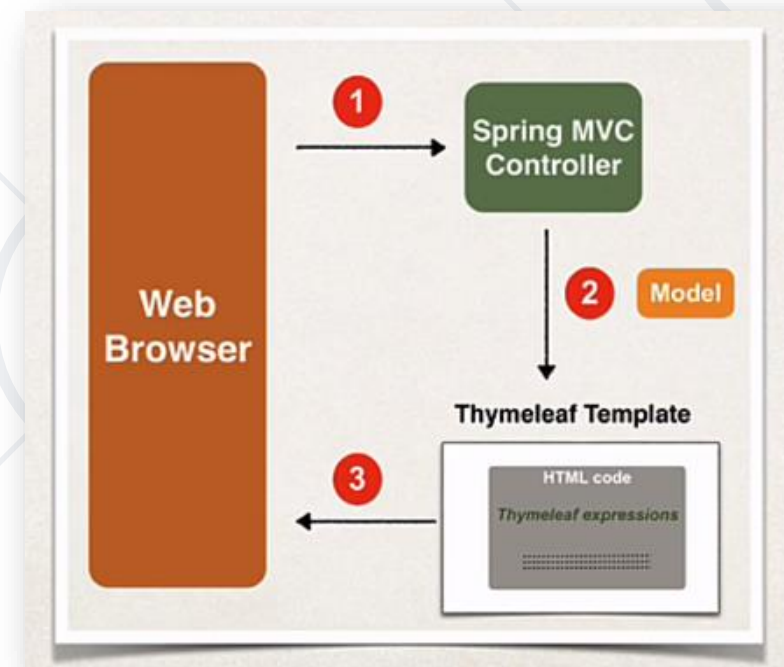 1
Spring MVC
Controller
Web
Browser
2
Model
Thymeleaf Template
HTML code
Thymeleaf expressions
3